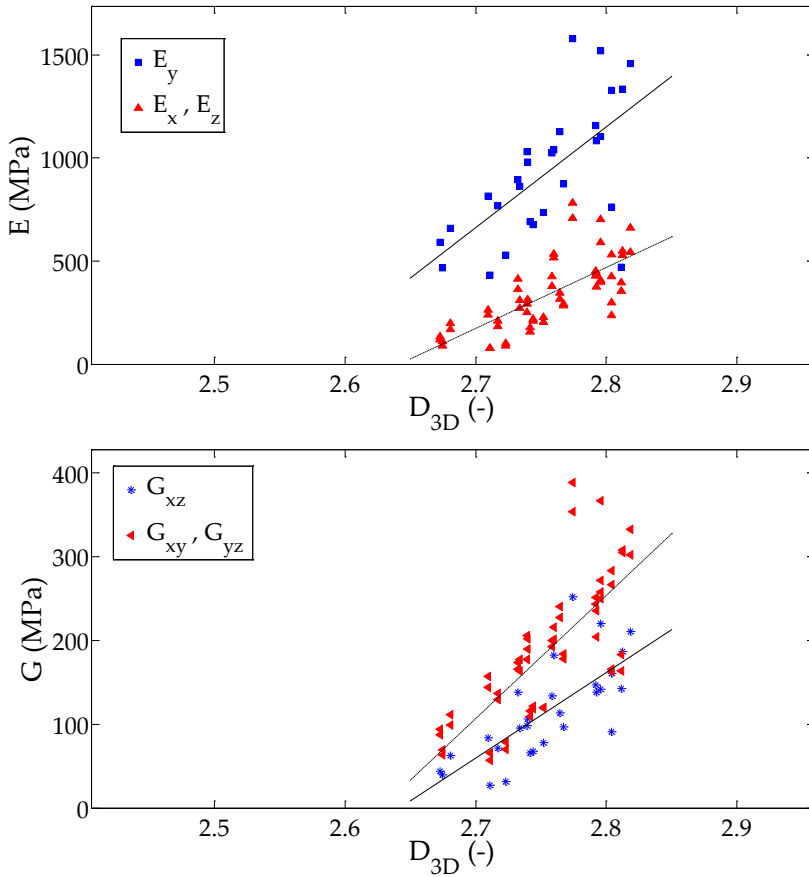 1500
1000
500
0
E (MPa)
E_y
E_x , E_z
2.5 2.6 2.7 2.8 2.9
D_3D (-)
400
300
200
100
0
G (MPa)
G_xz
G_xy , G_yz
2.5 2.6 2.7 2.8 2.9
D_3D (-)